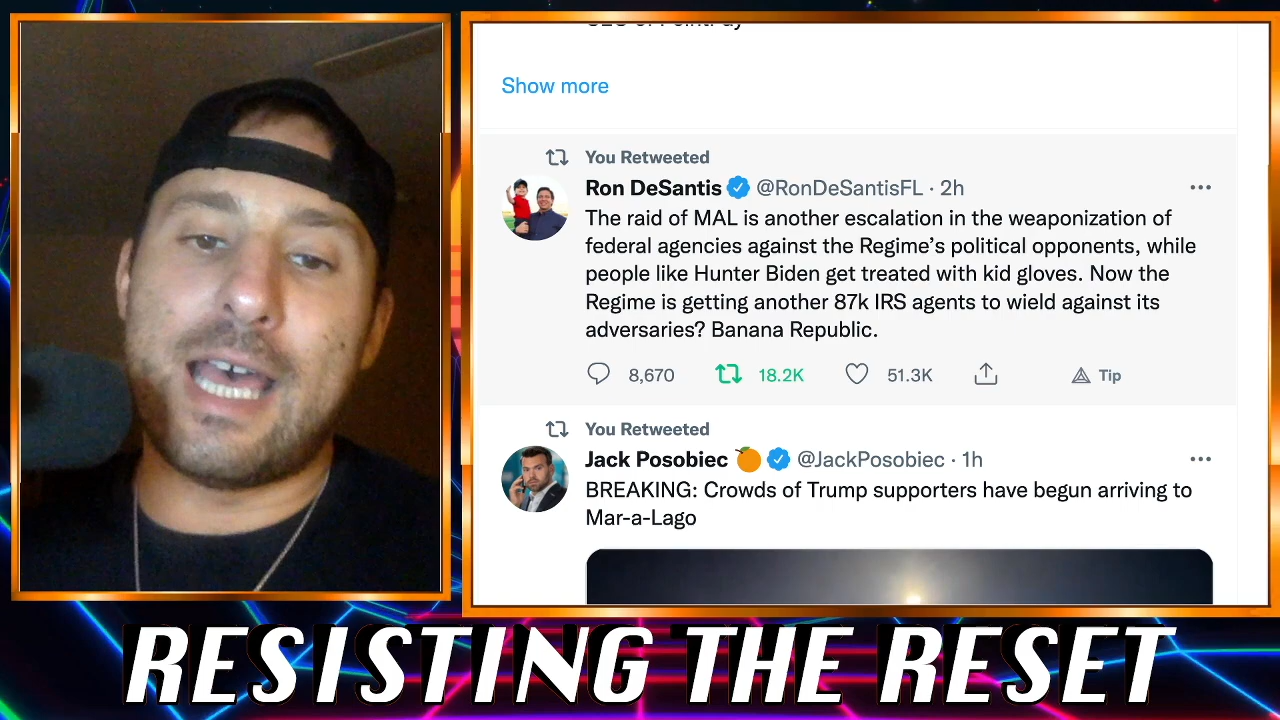 Show more
You Retweeted
Ron DeSantis @RonDeSantisFL · 2h
The raid of MAL is another escalation in the weaponization of
federal agencies against the Regime’s political opponents, while
people like Hunter Biden get treated with kid gloves. Now the
Regime is getting another 87k IRS agents to wield against its
adversaries? Banana Republic.
8,670 18.2K 51.3K Tip
You Retweeted
Jack Posobiec @JackPosobiec · 1h
BREAKING: Crowds of Trump supporters have begun arriving to
Mar-a-Lago
RESISTING THE RESET